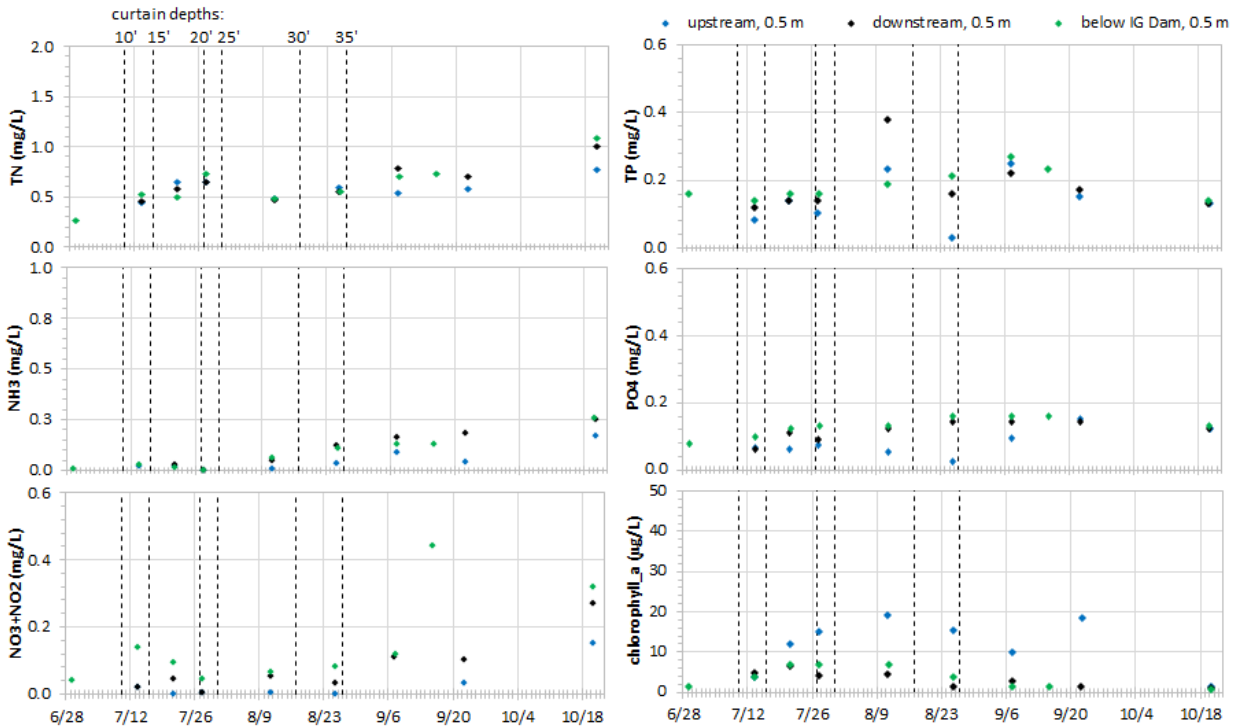 curtain depths:
10' 15' 20' 25' 30' 35'
upstream, 0.5 m downstream, 0.5 m below IG Dam, 0.5 m
TN (mg/L)
2.0
1.5
1.0
0.5
0.0
TP (mg/L)
0.6
0.4
0.2
0.0
NH3 (mg/L)
1.0
0.8
0.5
0.3
0.0
PO4 (mg/L)
0.6
0.4
0.2
0.0
NO3+NO2 (mg/L)
0.6
0.4
0.2
0.0
6/28 7/12 7/26 8/9 8/23 9/6 9/20 10/4 10/18
chlorophyll_a (µg/L)
50
40
30
20
10
0
6/28 7/12 7/26 8/9 8/23 9/6 9/20 10/4 10/18